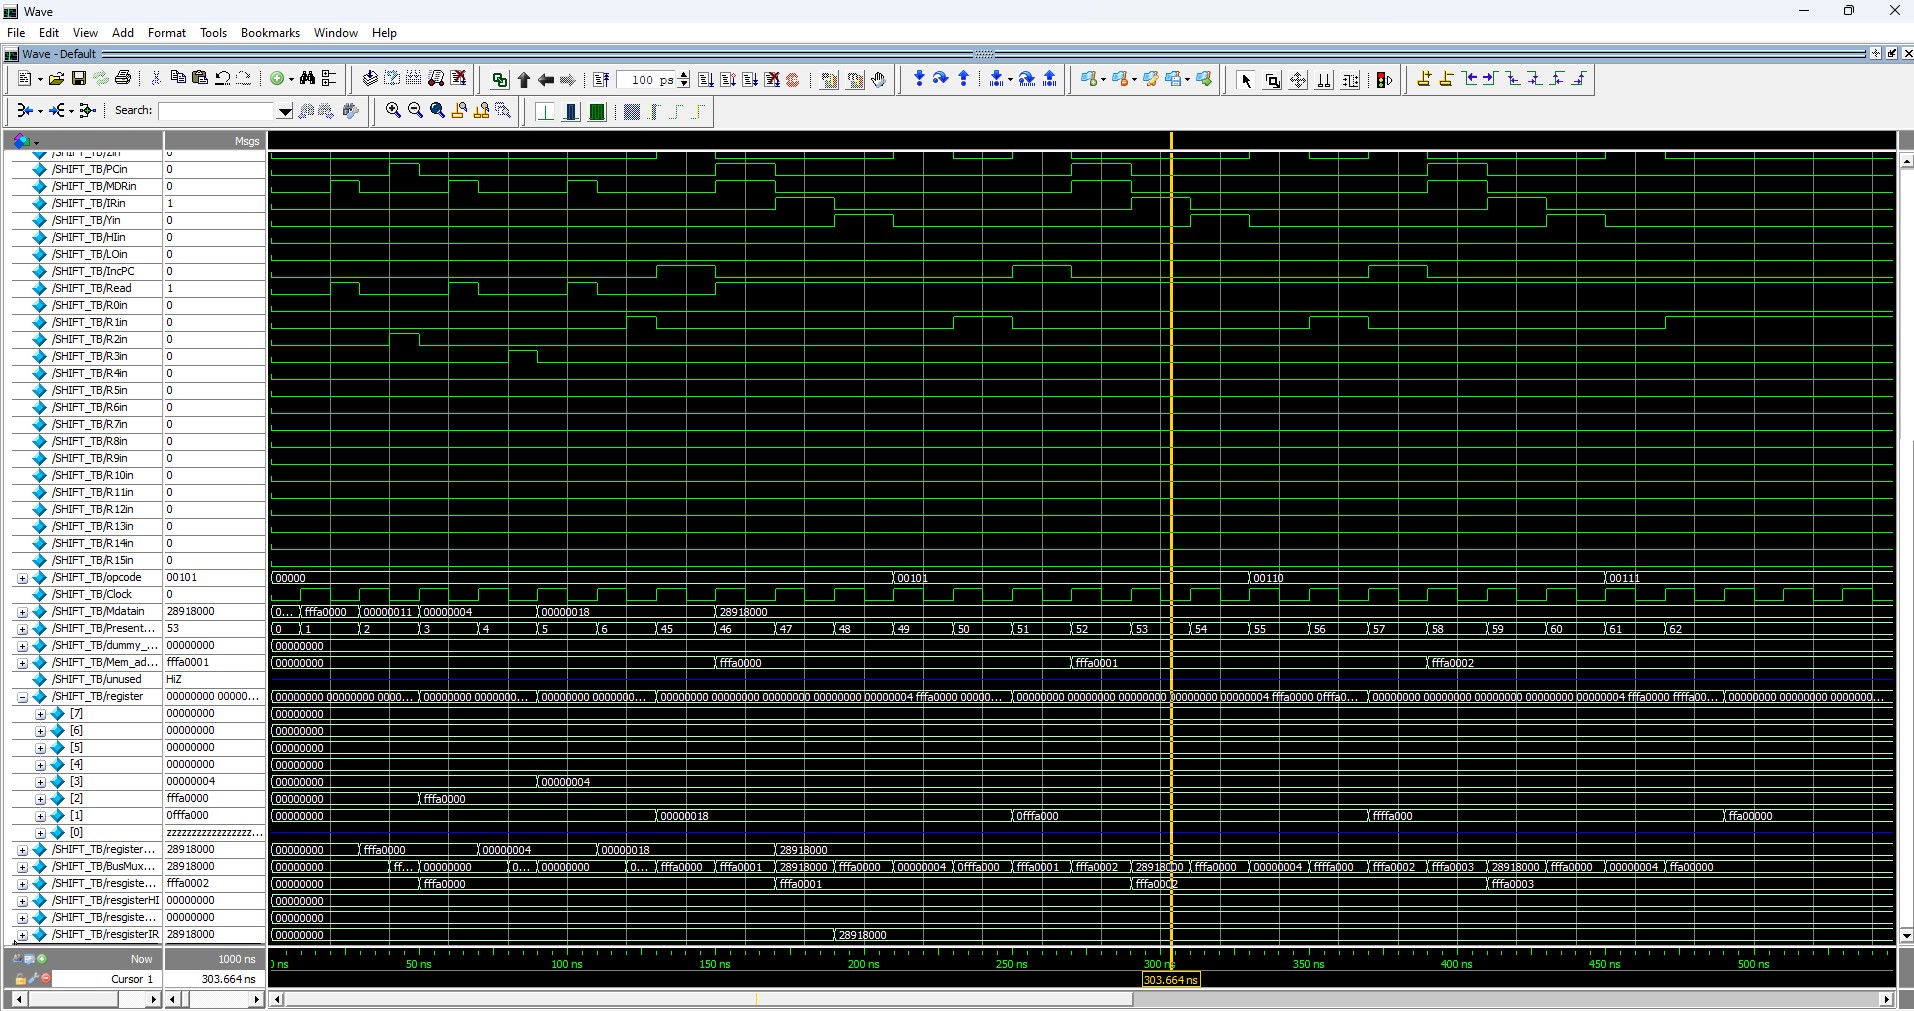 Wave
File Edit View Add Format Tools Bookmarks Window Help
Wave - Default
100 ps
Search:
Msgs
/SHIFT_TB/Zin 0
/SHIFT_TB/PCin 0
/SHIFT_TB/MDRin 0
/SHIFT_TB/IRin 1
/SHIFT_TB/Yin 0
/SHIFT_TB/HIin 0
/SHIFT_TB/LOin 0
/SHIFT_TB/IncPC 0
/SHIFT_TB/Read 1
/SHIFT_TB/R0in 0
/SHIFT_TB/R1in 0
/SHIFT_TB/R2in 0
/SHIFT_TB/R3in 0
/SHIFT_TB/R4in 0
/SHIFT_TB/R5in 0
/SHIFT_TB/R6in 0
/SHIFT_TB/R7in 0
/SHIFT_TB/R8in 0
/SHIFT_TB/R9in 0
/SHIFT_TB/R10in 0
/SHIFT_TB/R11in 0
/SHIFT_TB/R12in 0
/SHIFT_TB/R13in 0
/SHIFT_TB/R14in 0
/SHIFT_TB/R15in 0
/SHIFT_TB/opcode 00101 00000 00101 00110 00111
/SHIFT_TB/Clock 0
/SHIFT_TB/Mdatain 28918000 0... fffa0000 00000011 00000004 00000018 28918000
/SHIFT_TB/Present... 53 0 1 2 3 4 5 6 45 46 47 48 49 50 51 52 53 54 55 56 57 58 59 60 61 62
/SHIFT_TB/dummy_... 00000000 00000000
/SHIFT_TB/Mem_ad... fffa0001 00000000 fffa0000 fffa0001 fffa0002
/SHIFT_TB/unused HiZ
/SHIFT_TB/register 00000000 00000... 00000000 00000000 0000... 00000000 0000000... 00000000 0000000... 00000000 00000000 00000000 00000000 00000004 fffa0000 00000... 00000000 00000000 00000000 00000000 00000004 fffa0000 0fffa0... 00000000 00000000 00000000 00000000 00000004 fffa0000 ffffa00... 00000000 00000000 00000000...
[7] 00000000 00000000
[6] 00000000 00000000
[5] 00000000 00000000
[4] 00000000 00000000
[3] 00000004 00000000 00000004
[2] fffa0000 00000000 fffa0000
[1] 0fffa000 00000000 00000018 0fffa000 ffffa000 ffa00000
[0] zzzzzzzzzzzzzzzzz...
/SHIFT_TB/register... 28918000 00000000 fffa0000 00000004 00000018 28918000
/SHIFT_TB/BusMux... 28918000 00000000 ff... 00000000 0... 00000000 0... fffa0000 fffa0001 28918000 fffa0000 00000004 0fffa000 fffa0001 fffa0002 28918000 fffa0000 00000004 ffffa000 fffa0002 fffa0003 28918000 fffa0000 00000004 ffa00000
/SHIFT_TB/resgiste... fffa0002 00000000 fffa0000 fffa0001 fffa0002 fffa0003
/SHIFT_TB/resgisterHI 00000000 00000000
/SHIFT_TB/resgiste... 00000000 00000000
/SHIFT_TB/resgisterIR 28918000 00000000 28918000
Now 1000 ns ns 50 ns 100 ns 150 ns 200 ns 250 ns 300 ns 350 ns 400 ns 450 ns 500 ns
Cursor 1 303.664 ns 303.664 ns